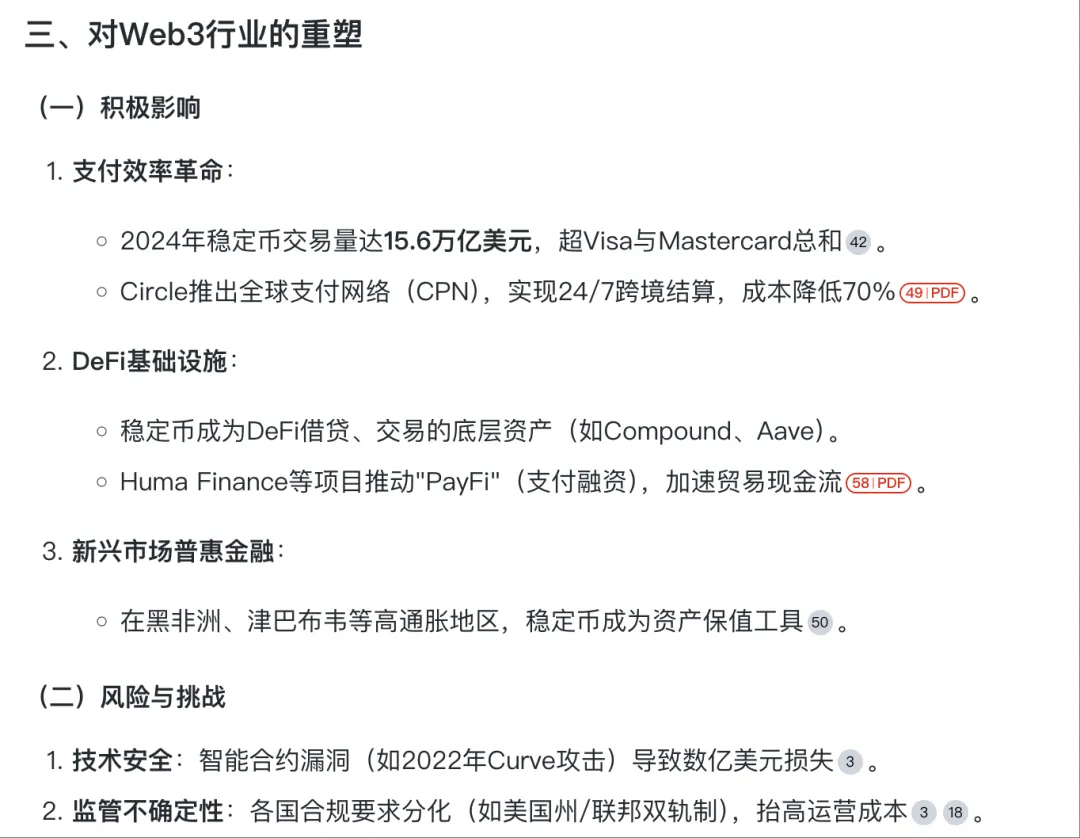 三、对Web3行业的重塑
（一）积极影响
1. 支付效率革命：
○ 2024年稳定币交易量达15.6万亿美元，超Visa与Mastercard总和 42 。
○ Circle推出全球支付网络（CPN），实现24/7跨境结算，成本降低70% 49|PDF 。
2. DeFi基础设施：
○ 稳定币成为DeFi借贷、交易的底层资产（如Compound、Aave）。
○ Huma Finance等项目推动"PayFi"（支付融资），加速贸易现金流 58|PDF 。
3. 新兴市场普惠金融：
○ 在黑非洲、津巴布韦等高通胀地区，稳定币成为资产保值工具 50 。
（二）风险与挑战
1. 技术安全：智能合约漏洞（如2022年Curve攻击）导致数亿美元损失 3 。
2. 监管不确定性：各国合规要求分化（如美国州/联邦双轨制），抬高运营成本 3 18 。